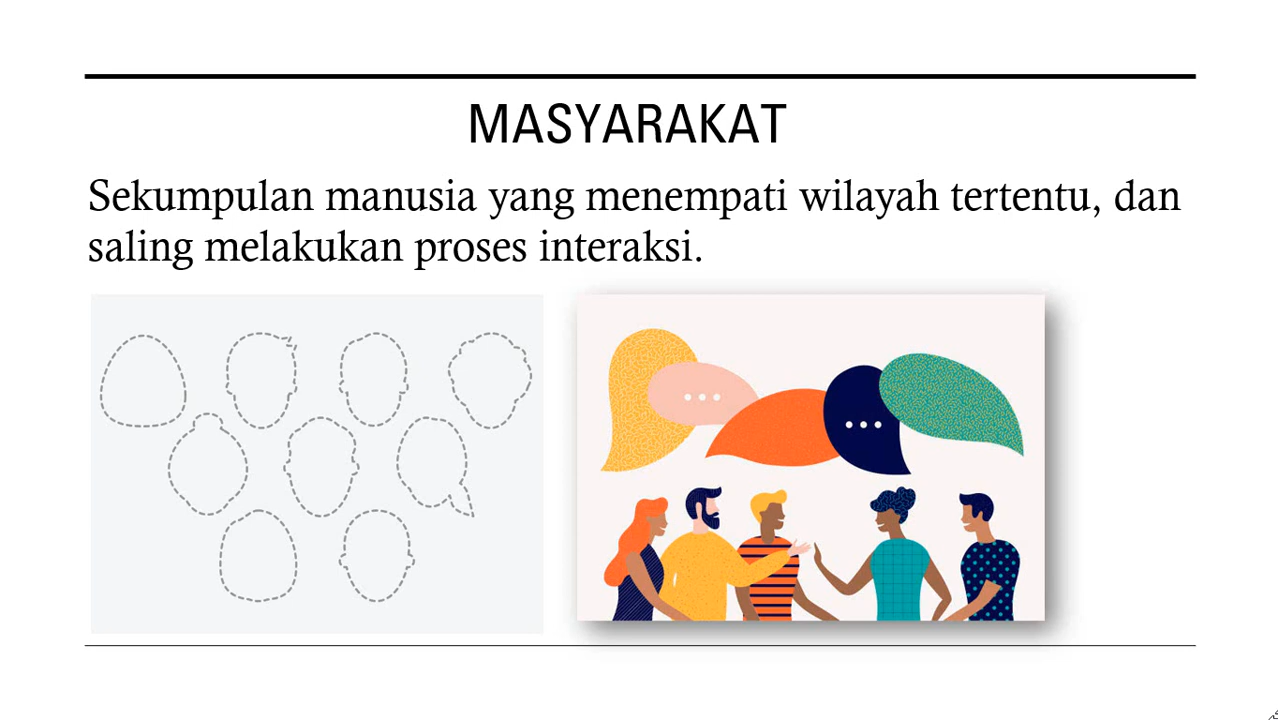 MASYARAKAT
Sekumpulan manusia yang menempati wilayah tertentu, dan
saling melakukan proses interaksi.